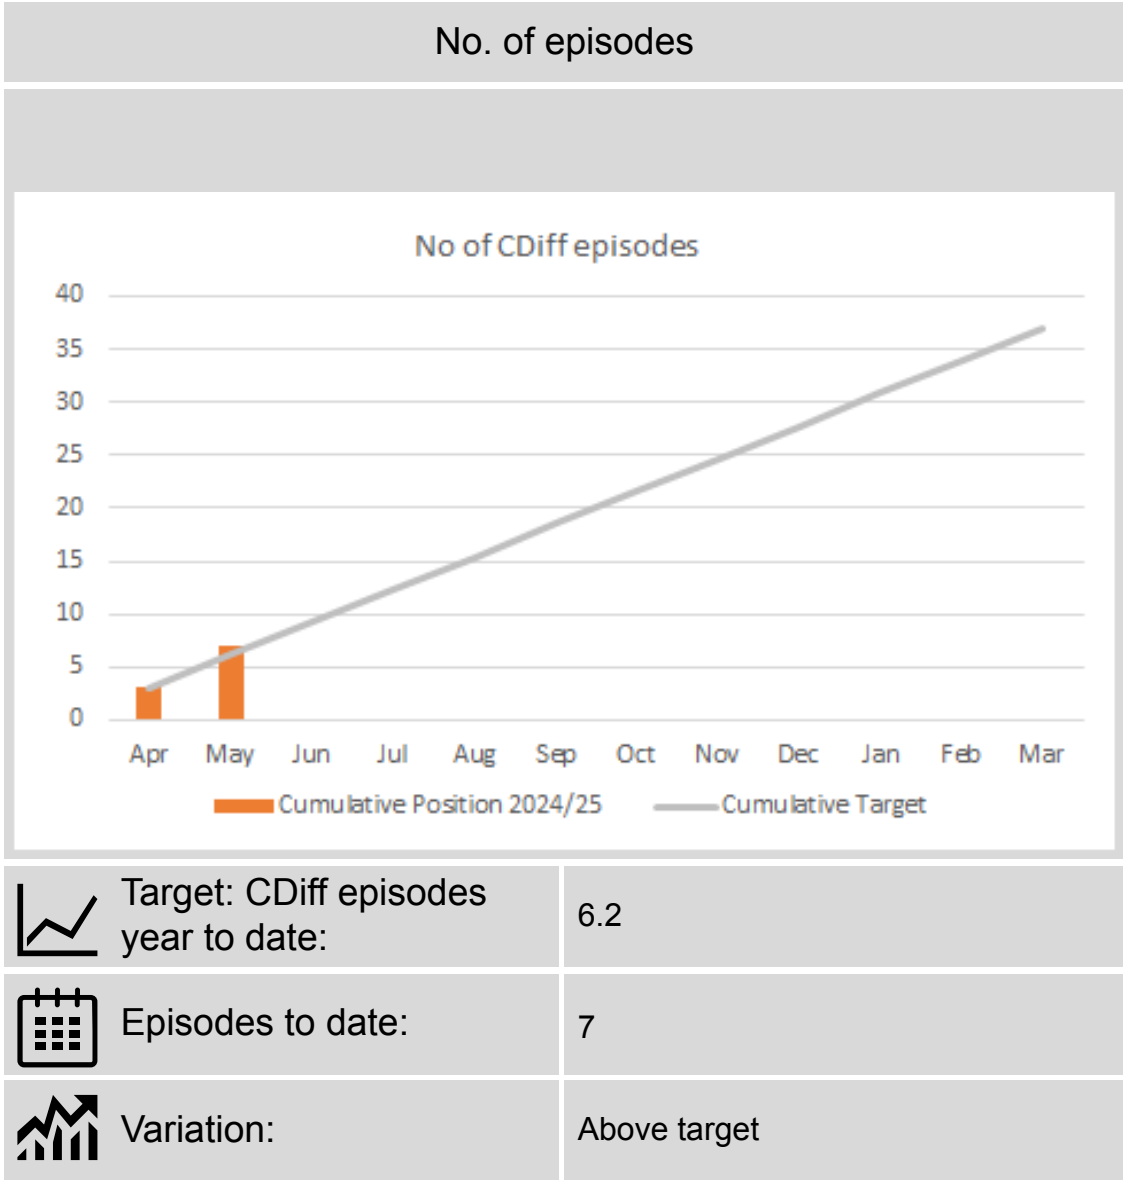 No. of episodes
No of CDiff episodes
40
35
30
25
20
15
10
5
0
Apr May Jun Jul Aug Sep Oct Nov Dec Jan Feb Mar
Cumulative Position 2024/25 Cumulative Target
Target: CDiff episodes
year to date:
6.2
Episodes to date:
7
Variation:
Above target